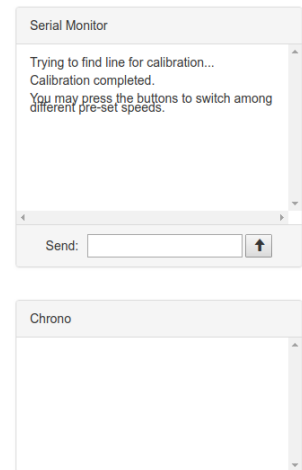 Serial Monitor
Trying to find line for calibration...
Calibration completed.
You may press the buttons to switch among
different pre-set speeds.
Send:
Chrono